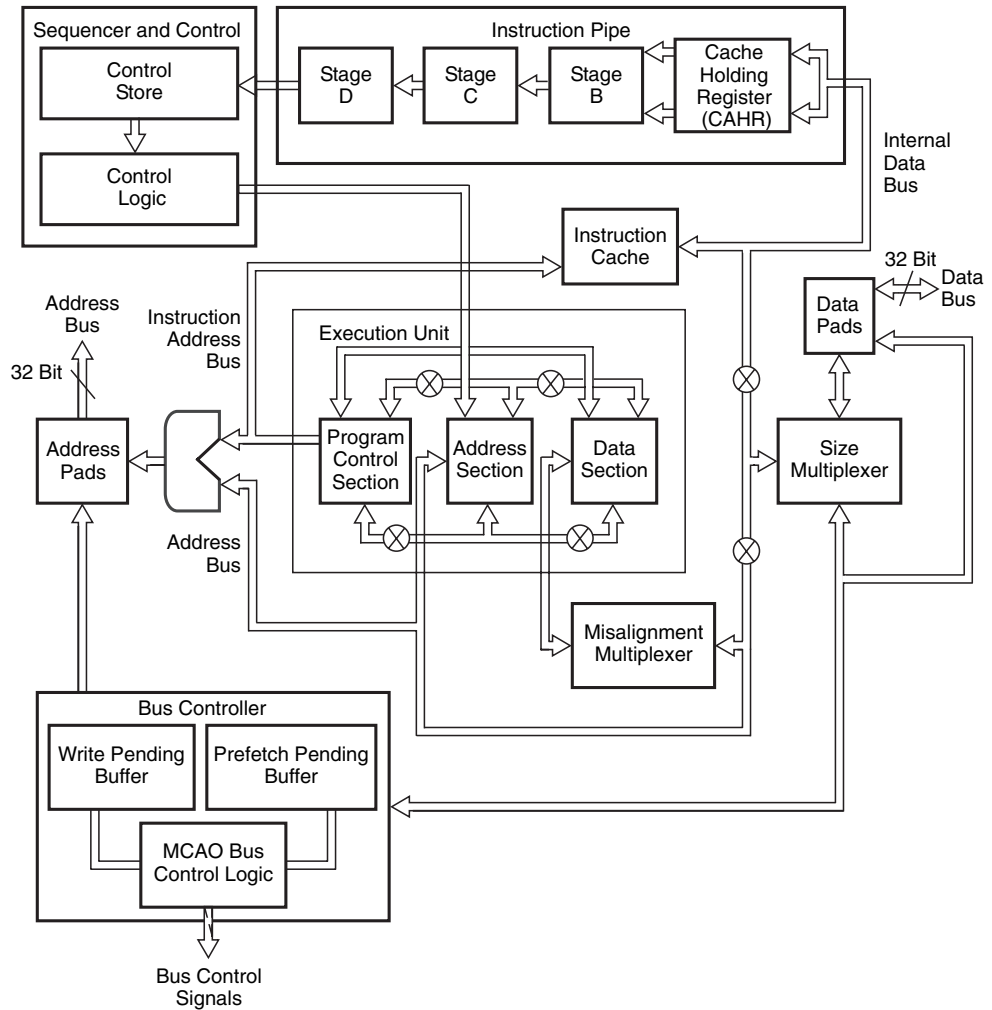 Sequencer and Control
Control
Store
Control
Logic
Instruction Pipe
Stage
D
Stage
C
Stage
B
Cache
Holding
Register
(CAHR)
Internal
Data
Bus
Instruction
Cache
32 Bit
Data
Bus
Data
Pads
Address
Bus
32 Bit
Instruction
Address
Bus
Execution Unit
Address
Pads
Program
Control
Section
Address
Section
Data
Section
Size
Multiplexer
Address
Bus
Misalignment
Multiplexer
Bus Controller
Write Pending
Buffer
Prefetch Pending
Buffer
MCAO Bus
Control Logic
Bus Control
Signals